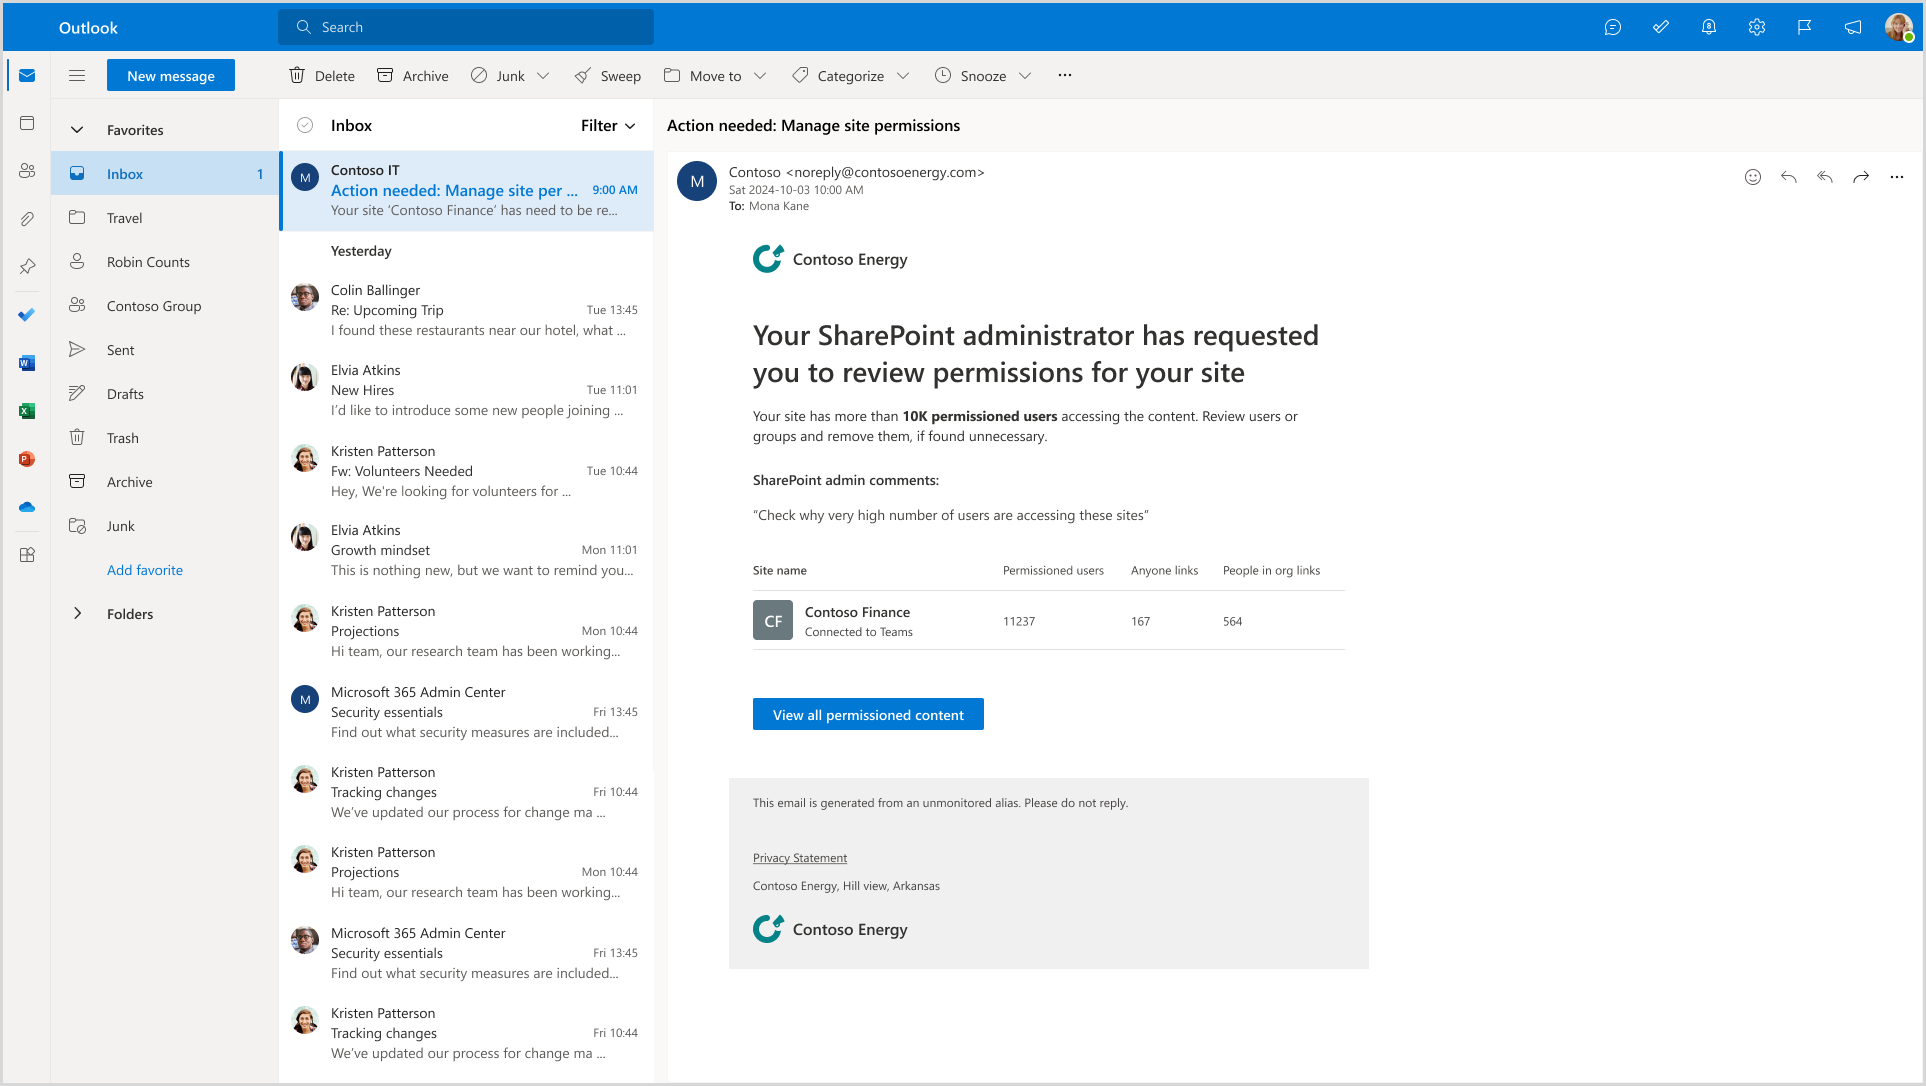 Outlook
Search
New message
Delete
Archive
Junk
Sweep
Move to
Categorize
Snooze
Favorites
Inbox 1
Travel
Robin Counts
Contoso Group
Sent
Drafts
Trash
Archive
Junk
Add favorite
Folders
Inbox
Filter
M
Contoso IT
Action needed: Manage site per ... 9:00 AM
Your site ‘Contoso Finance’ has need to be re...
Yesterday
Colin Ballinger
Re: Upcoming Trip Tue 13:45
I found these restaurants near our hotel, what ...
Elvia Atkins
New Hires Tue 11:01
I’d like to introduce some new people joining ...
Kristen Patterson
Fw: Volunteers Needed Tue 10:44
Hey, We're looking for volunteers for ...
Elvia Atkins
Growth mindset Mon 11:01
This is nothing new, but we want to remind you...
Kristen Patterson
Projections Mon 10:44
Hi team, our research team has been working...
M
Microsoft 365 Admin Center
Security essentials Fri 13:45
Find out what security measures are included...
Kristen Patterson
Tracking changes Fri 10:44
We’ve updated our process for change ma ...
Kristen Patterson
Projections Mon 10:44
Hi team, our research team has been working...
Microsoft 365 Admin Center
Security essentials Fri 13:45
Find out what security measures are included...
Kristen Patterson
Tracking changes Fri 10:44
We’ve updated our process for change ma ...
Action needed: Manage site permissions
M
Contoso <noreply@contosoenergy.com>
Sat 2024-10-03 10:00 AM
To: Mona Kane
Contoso Energy
Your SharePoint administrator has requested
you to review permissions for your site
Your site has more than 10K permissioned users accessing the content. Review users or
groups and remove them, if found unnecessary.
SharePoint admin comments:
“Check why very high number of users are accessing these sites”
Site name Permissioned users Anyone links People in org links
CF
Contoso Finance
Connected to Teams
11237 167 564
View all permissioned content
This email is generated from an unmonitored alias. Please do not reply.
Privacy Statement
Contoso Energy, Hill view, Arkansas
Contoso Energy